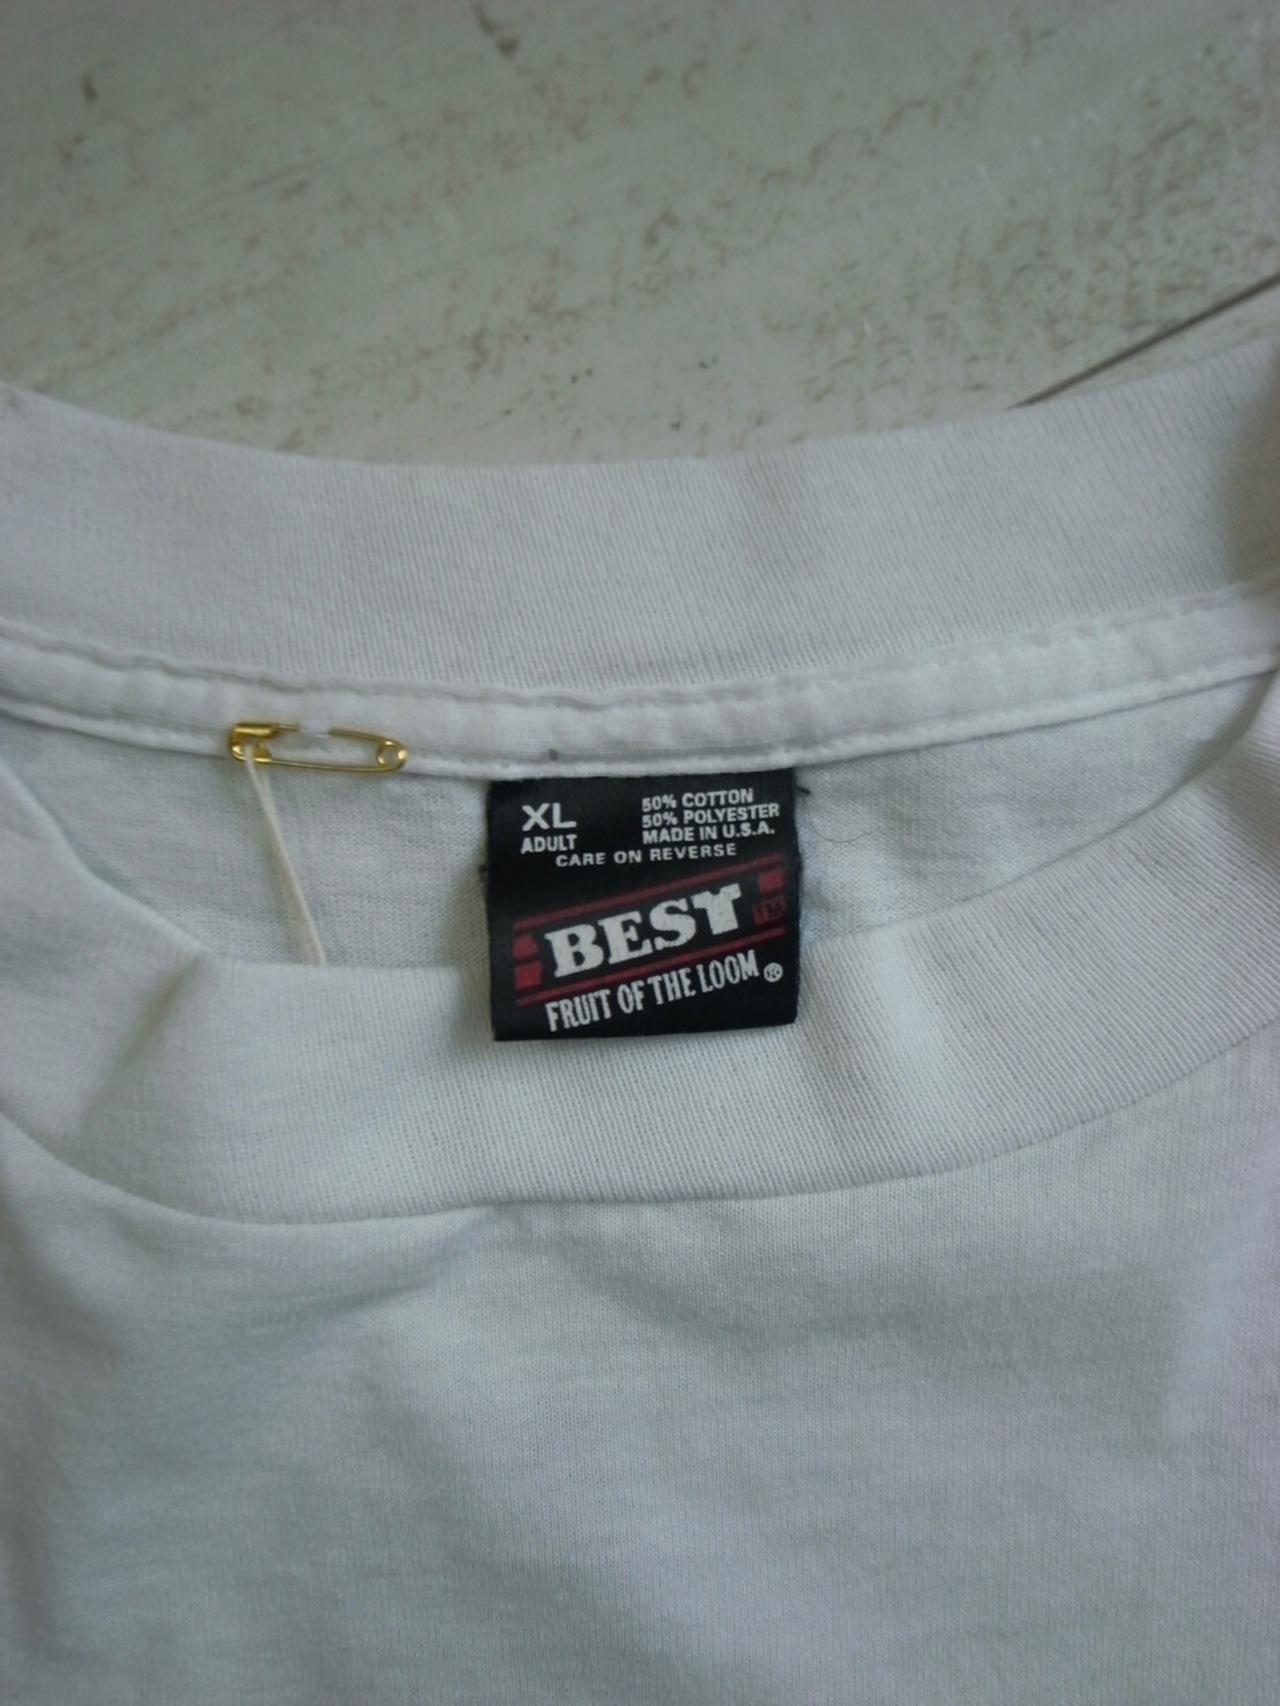 XL
ADULT
50% COTTON
50% POLYESTER
MADE IN U.S.A.
CARE ON REVERSE
BEST TM
FRUIT OF THE LOOM ®